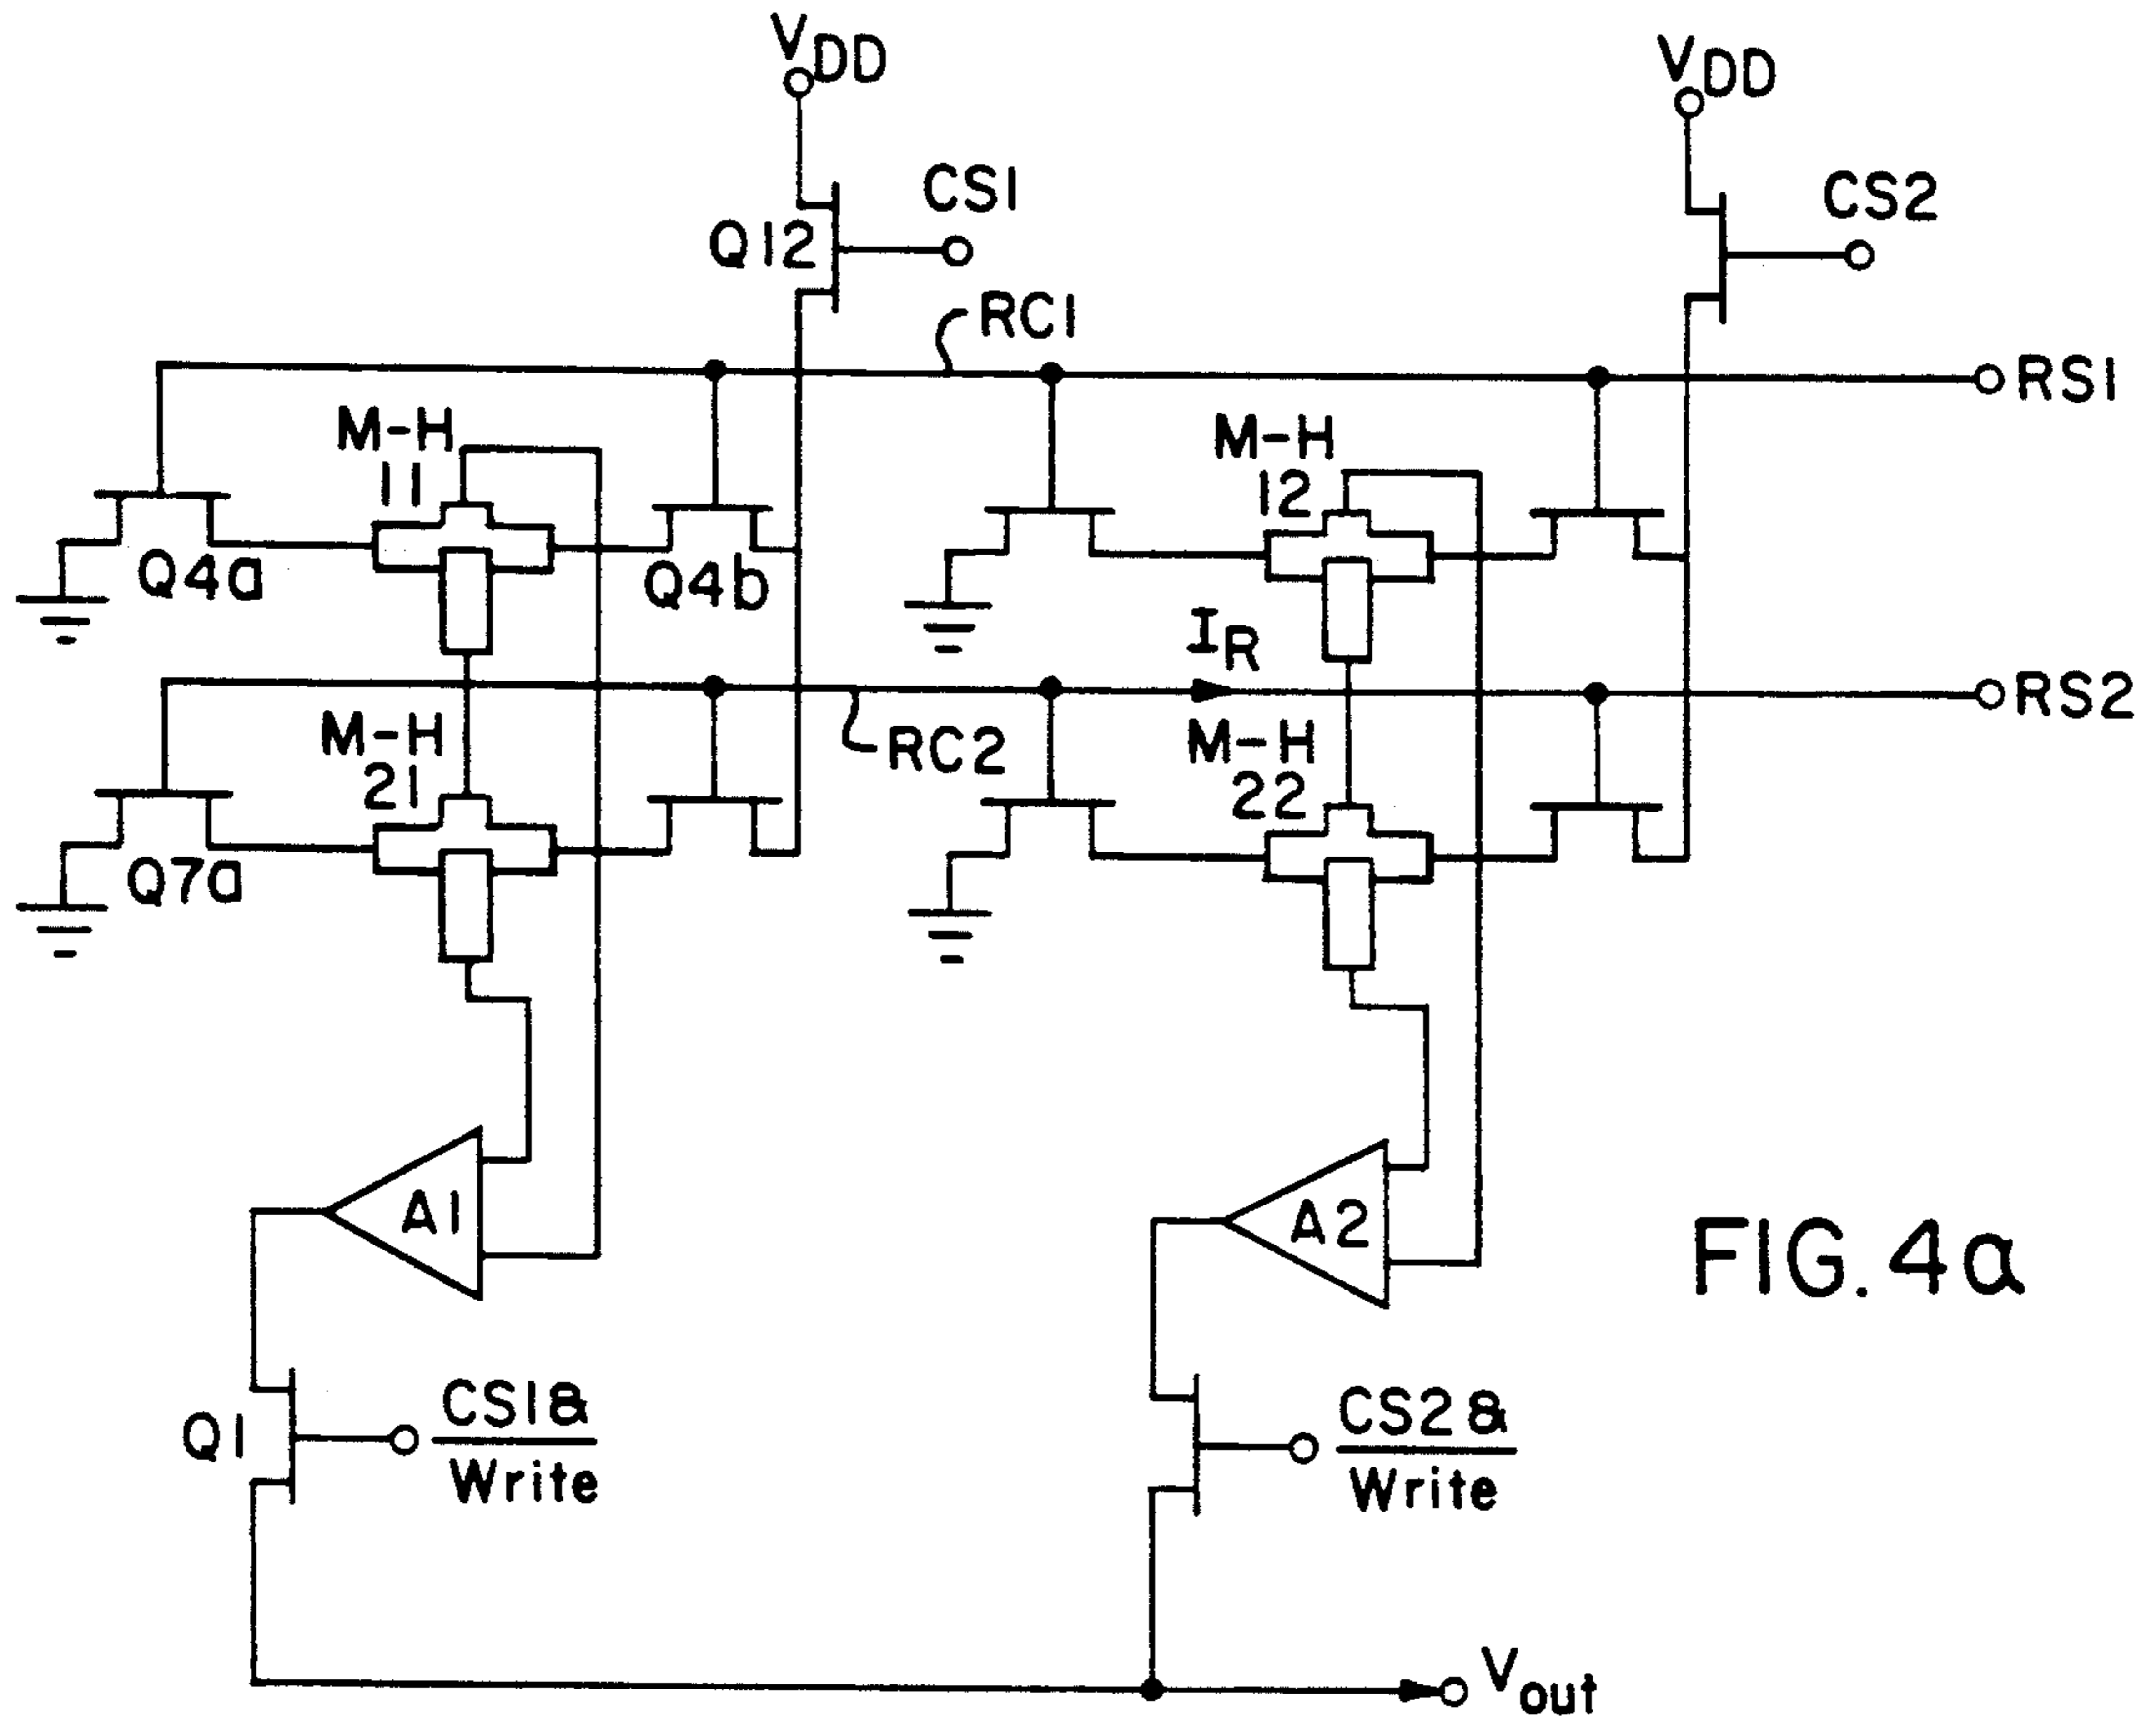 VDD
VDD
CS1
CS2
Q12
RC1
RS1
M-H
11
M-H
12
Q4a
Q4b
IR
RS2
M-H
21
RC2
M-H
22
Q7a
A1
A2
FIG. 4a
Q1
CS1&
Write
CS2&
Write
Vout